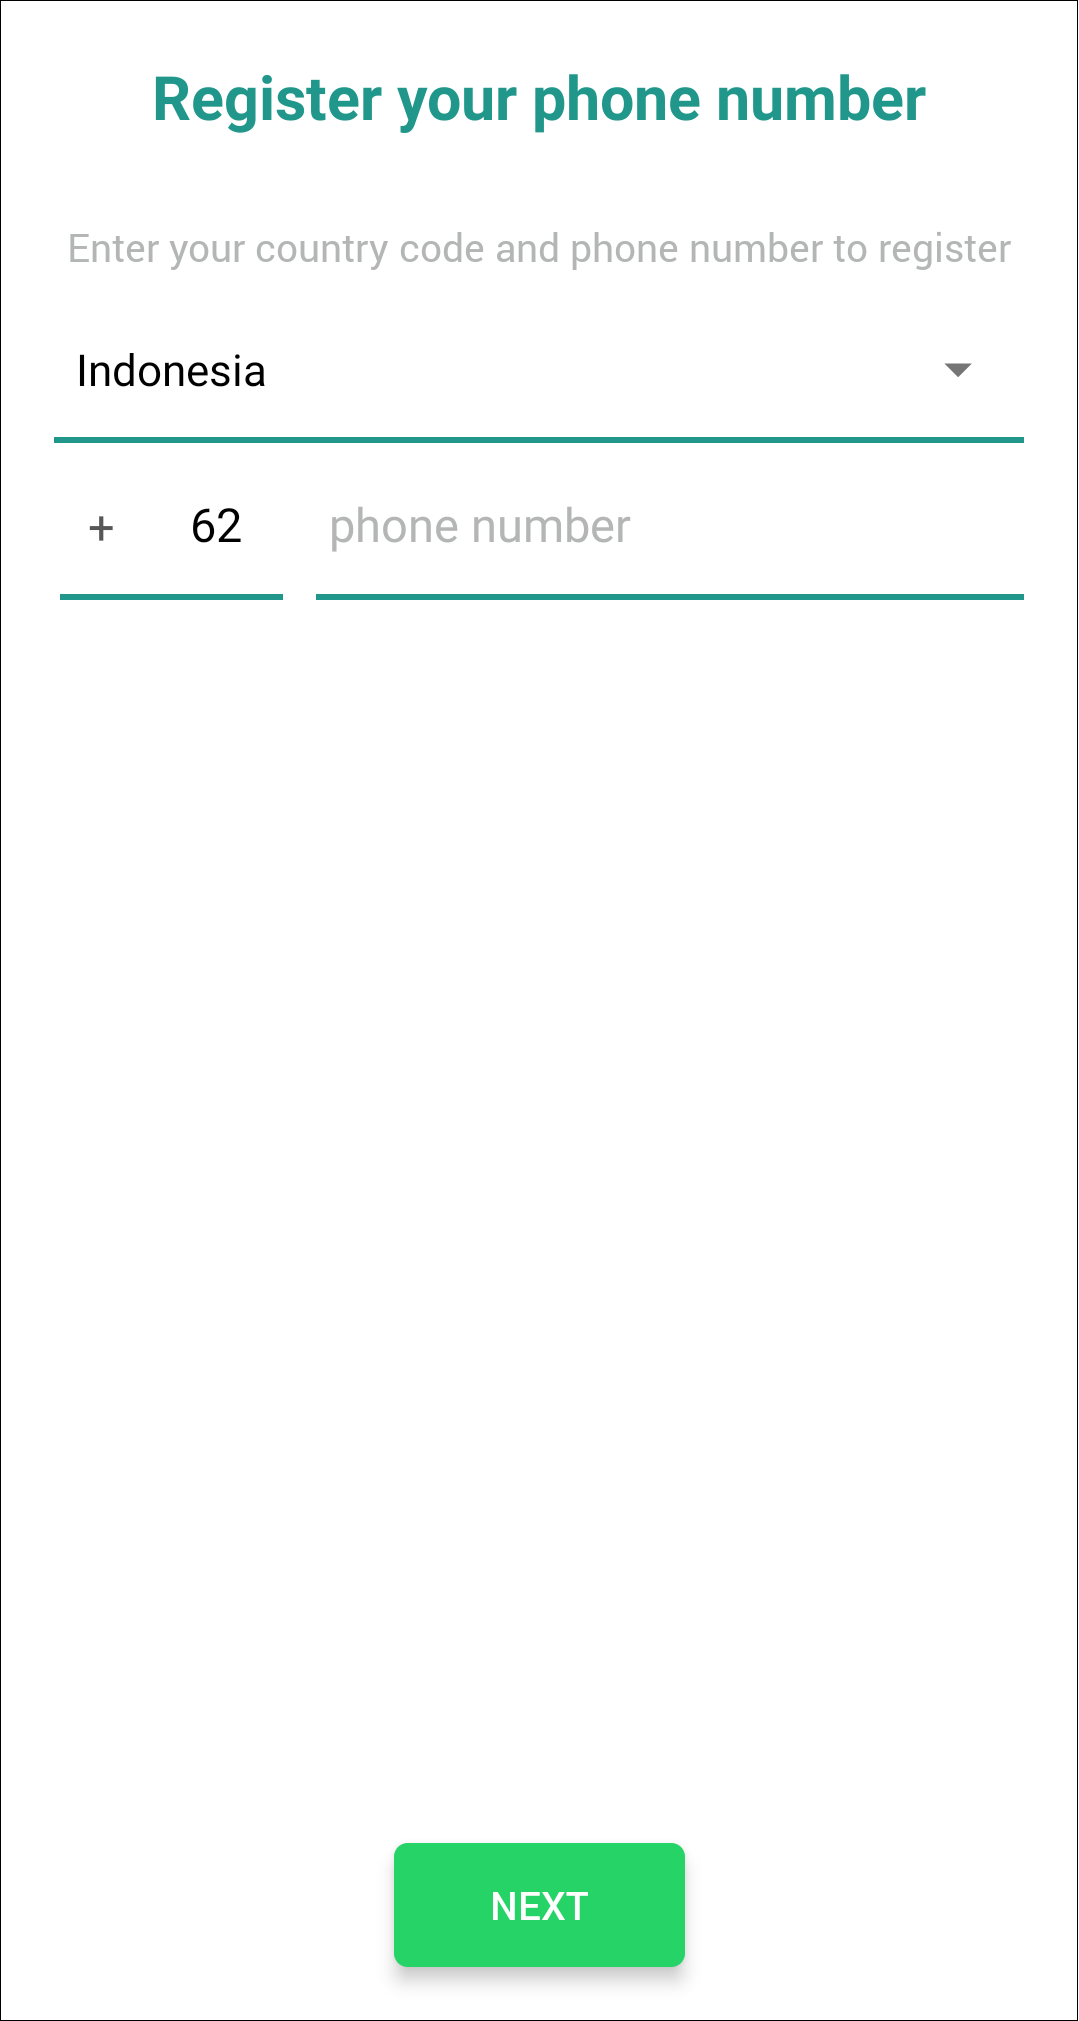 Register your phone number
Enter your country code and phone number to register
Indonesia
+ 62 phone number
NEXT